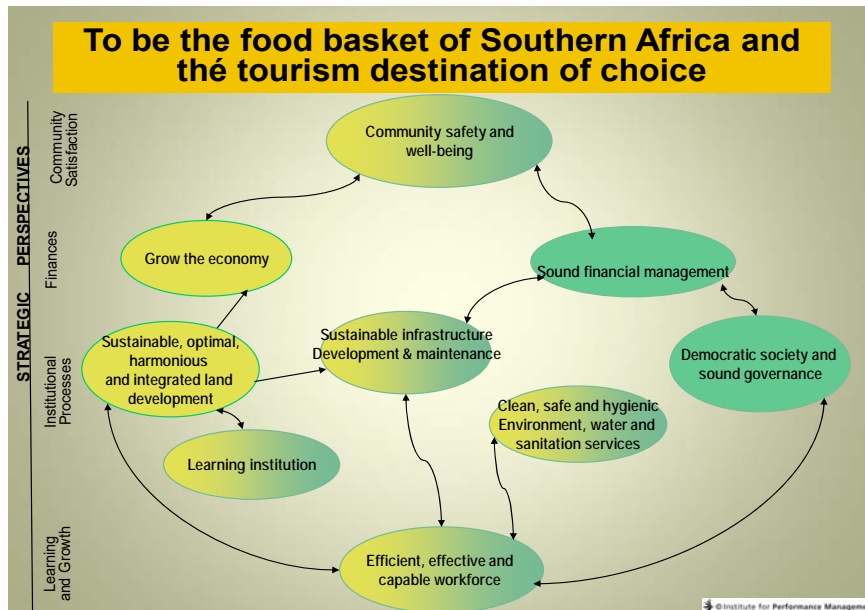 To be the food basket of Southern Africa and
thé tourism destination of choice
STRATEGIC PERSPECTIVES
Community
Satisfaction
Finances
Institutional
Processes
Learning
and Growth
Community safety and
well-being
Grow the economy
Sound financial management
Sustainable, optimal,
harmonious
and integrated land
development
Sustainable infrastructure
Development & maintenance
Democratic society and
sound governance
Clean, safe and hygienic
Environment, water and
sanitation services
Learning institution
Efficient, effective and
capable workforce
© Institute for Performance